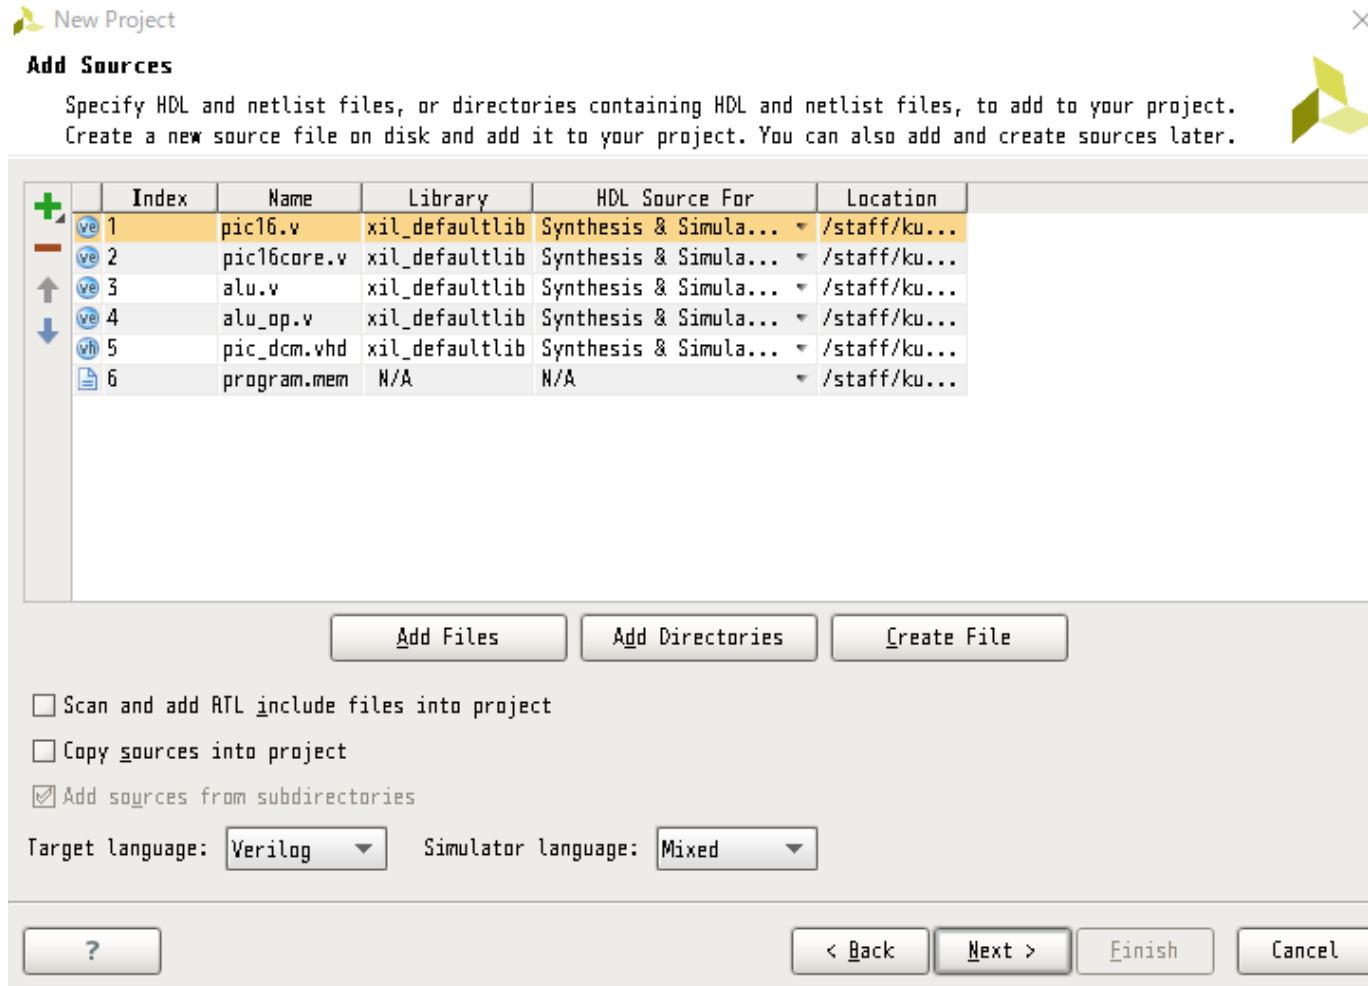 New Project
Add Sources
Specify HDL and netlist files, or directories containing HDL and netlist files, to add to your project.
Create a new source file on disk and add it to your project. You can also add and create sources later.
Index Name Library HDL Source For Location
ve 1 pic16.v xil_defaultlib Synthesis & Simula... /staff/ku...
ve 2 pic16core.v xil_defaultlib Synthesis & Simula... /staff/ku...
ve 3 alu.v xil_defaultlib Synthesis & Simula... /staff/ku...
ve 4 alu_op.v xil_defaultlib Synthesis & Simula... /staff/ku...
vh 5 pic_dcm.vhd xil_defaultlib Synthesis & Simula... /staff/ku...
6 program.mem N/A N/A /staff/ku...
Add Files Add Directories Create File
Scan and add RTL include files into project
Copy sources into project
Add sources from subdirectories
Target language: Verilog Simulator language: Mixed
? < Back Next > Finish Cancel